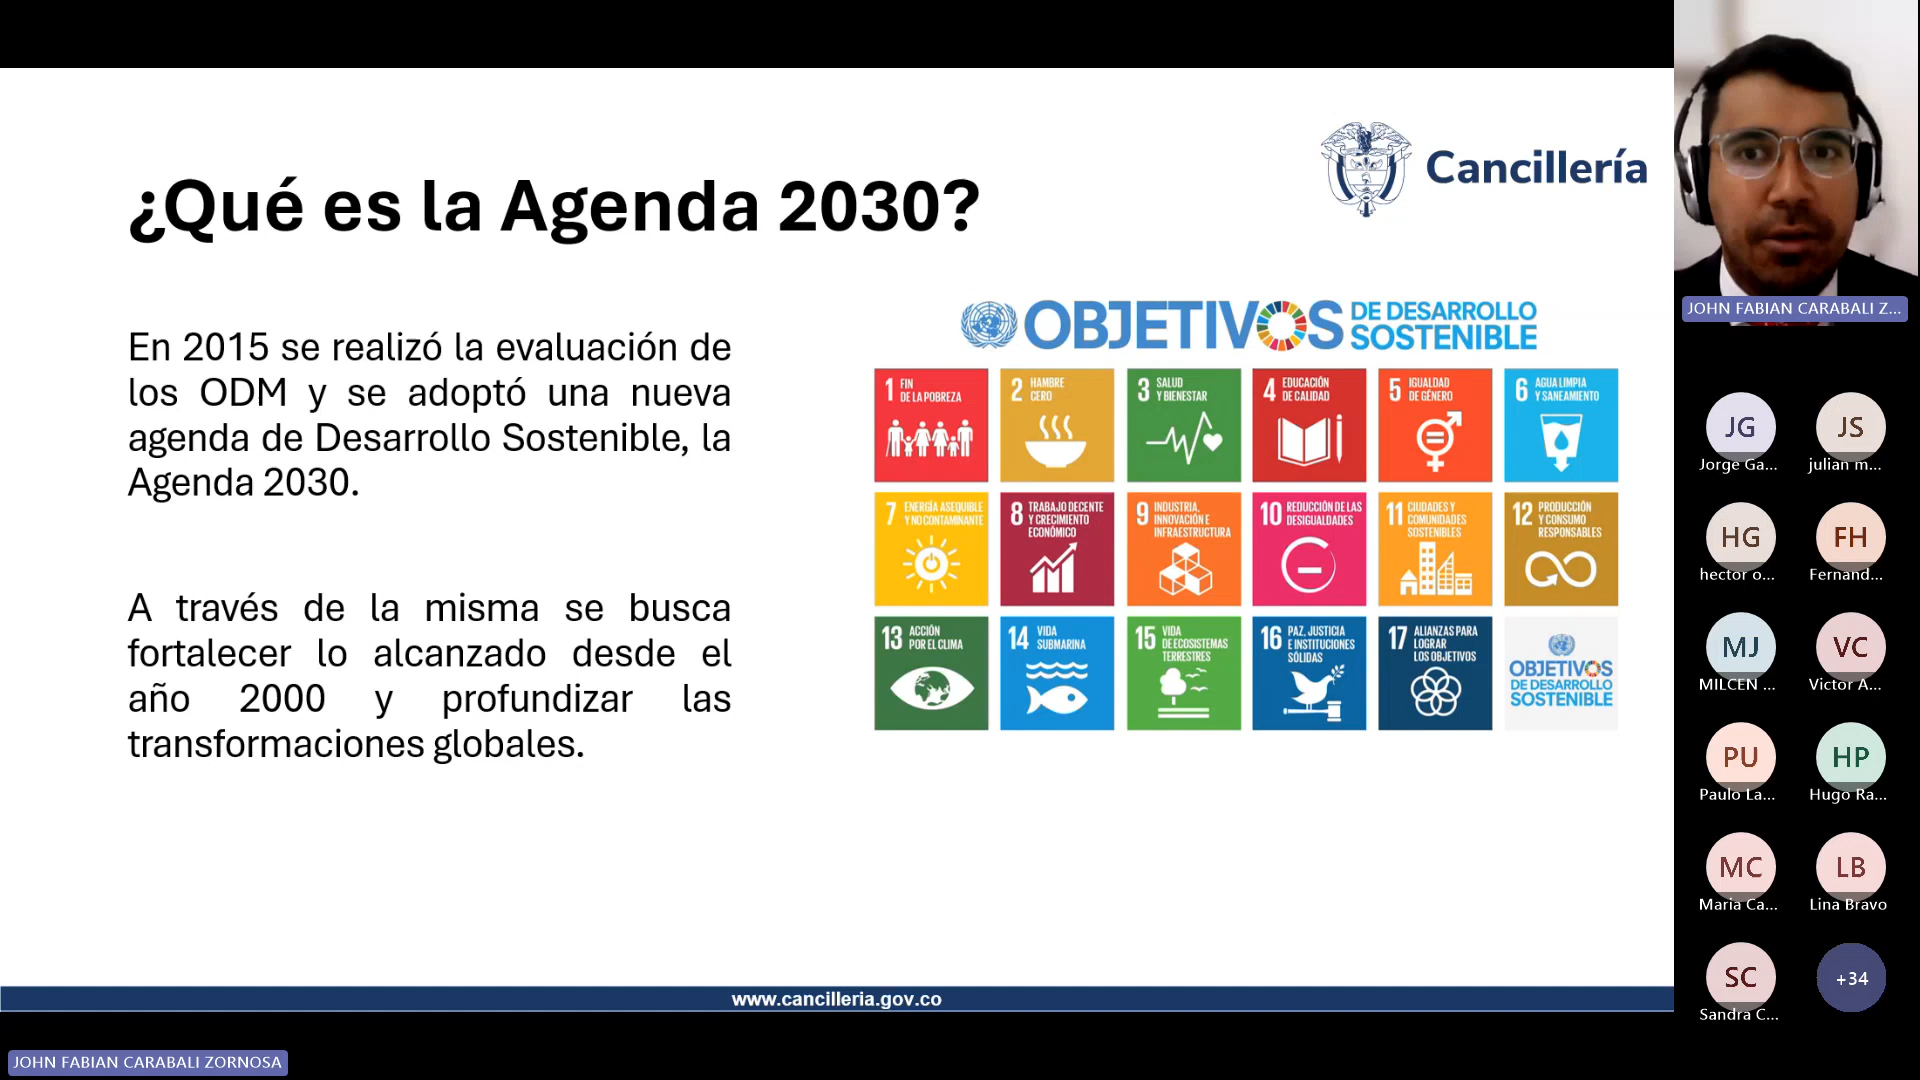 ¿Qué es la Agenda 2030?
Cancillería
En 2015 se realizó la evaluación de
los ODM y se adoptó una nueva
agenda de Desarrollo Sostenible, la
Agenda 2030.
A través de la misma se busca
fortalecer lo alcanzado desde el
año 2000 y profundizar las
transformaciones globales.
OBJETIVOS DE DESARROLLO
SOSTENIBLE
1 FIN
DE LA POBREZA
2 HAMBRE
CERO
3 SALUD
Y BIENESTAR
4 EDUCACIÓN
DE CALIDAD
5 IGUALDAD
DE GÉNERO
6 AGUA LIMPIA
Y SANEAMIENTO
7 ENERGÍA ASEQUIBLE
Y NO CONTAMINANTE
8 TRABAJO DECENTE
Y CRECIMIENTO
ECONÓMICO
9 INDUSTRIA,
INNOVACIÓN E
INFRAESTRUCTURA
10 REDUCCIÓN DE LAS
DESIGUALDADES
11 CIUDADES Y
COMUNIDADES
SOSTENIBLES
12 PRODUCCIÓN
Y CONSUMO
RESPONSABLES
13 ACCIÓN
POR EL CLIMA
14 VIDA
SUBMARINA
15 VIDA
DE ECOSISTEMAS
TERRESTRES
16 PAZ, JUSTICIA
E INSTITUCIONES
SÓLIDAS
17 ALIANZAS PARA
LOGRAR
LOS OBJETIVOS
OBJETIVOS
DE DESARROLLO
SOSTENIBLE
www.cancilleria.gov.co
JOHN FABIAN CARABALI ZORNOSA
JOHN FABIAN CARABALI Z...
JG
Jorge Ga...
JS
julian m...
HG
hector o...
FH
Fernand...
MJ
MILCEN ...
VC
Victor A...
PU
Paulo La...
HP
Hugo Ra...
MC
Maria Ca...
LB
Lina Bravo
SC
Sandra C...
+34